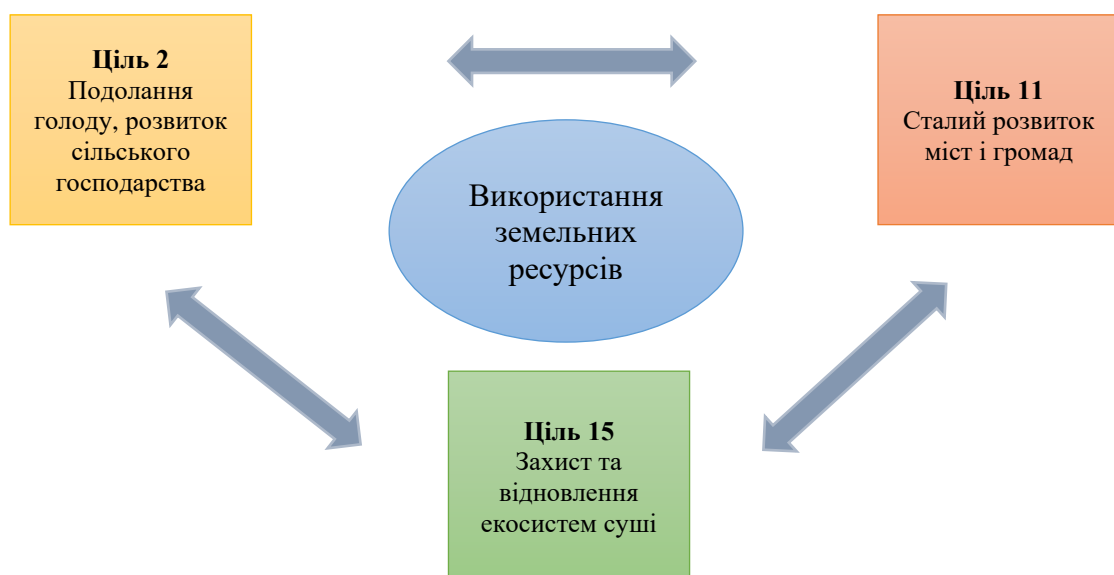 Ціль 2
Подолання
голоду, розвиток
сільського
господарства
Ціль 11
Сталий розвиток
міст і громад
Використання
земельних
ресурсів
Ціль 15
Захист та
відновлення
екосистем суші